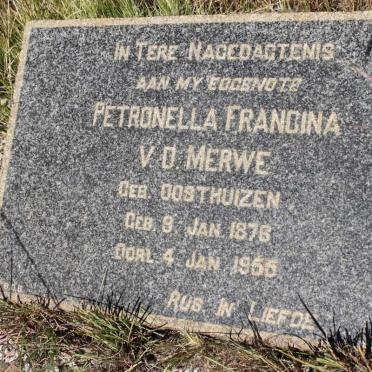 IN TERE NAGEDAGTENIS
AAN MY EGGENOTE
PETRONELLA FRANCINA
V.D. MERWE
GEB. OOSTHUIZEN
GEB 9 JAN 1876
OORL 4 JAN 1955
RUS IN LIEFDE